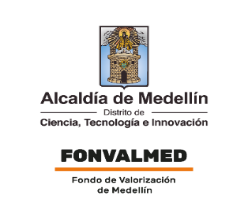 Alcaldía de Medellín
Distrito de
Ciencia, Tecnología e Innovación
FONVALMED
Fondo de Valorización
de Medellín